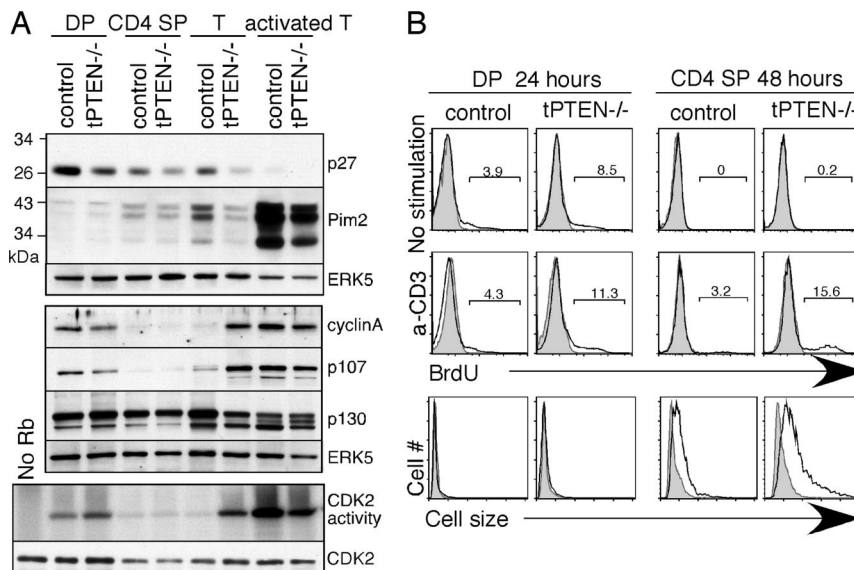 A
DP CD4 SP T activated T
control tPTEN-/- control tPTEN-/- control tPTEN-/- control tPTEN-/-
34
26
p27
43
34
kDa
Pim2
ERK5
cyclinA
p107
p130
ERK5
No Rb
CDK2 activity
CDK2
B
DP 24 hours CD4 SP 48 hours
control tPTEN-/- control tPTEN-/-
No stimulation
3.9 8.5 0 0.2
a-CD3
4.3 11.3 3.2 15.6
BrdU
Cell #
Cell size